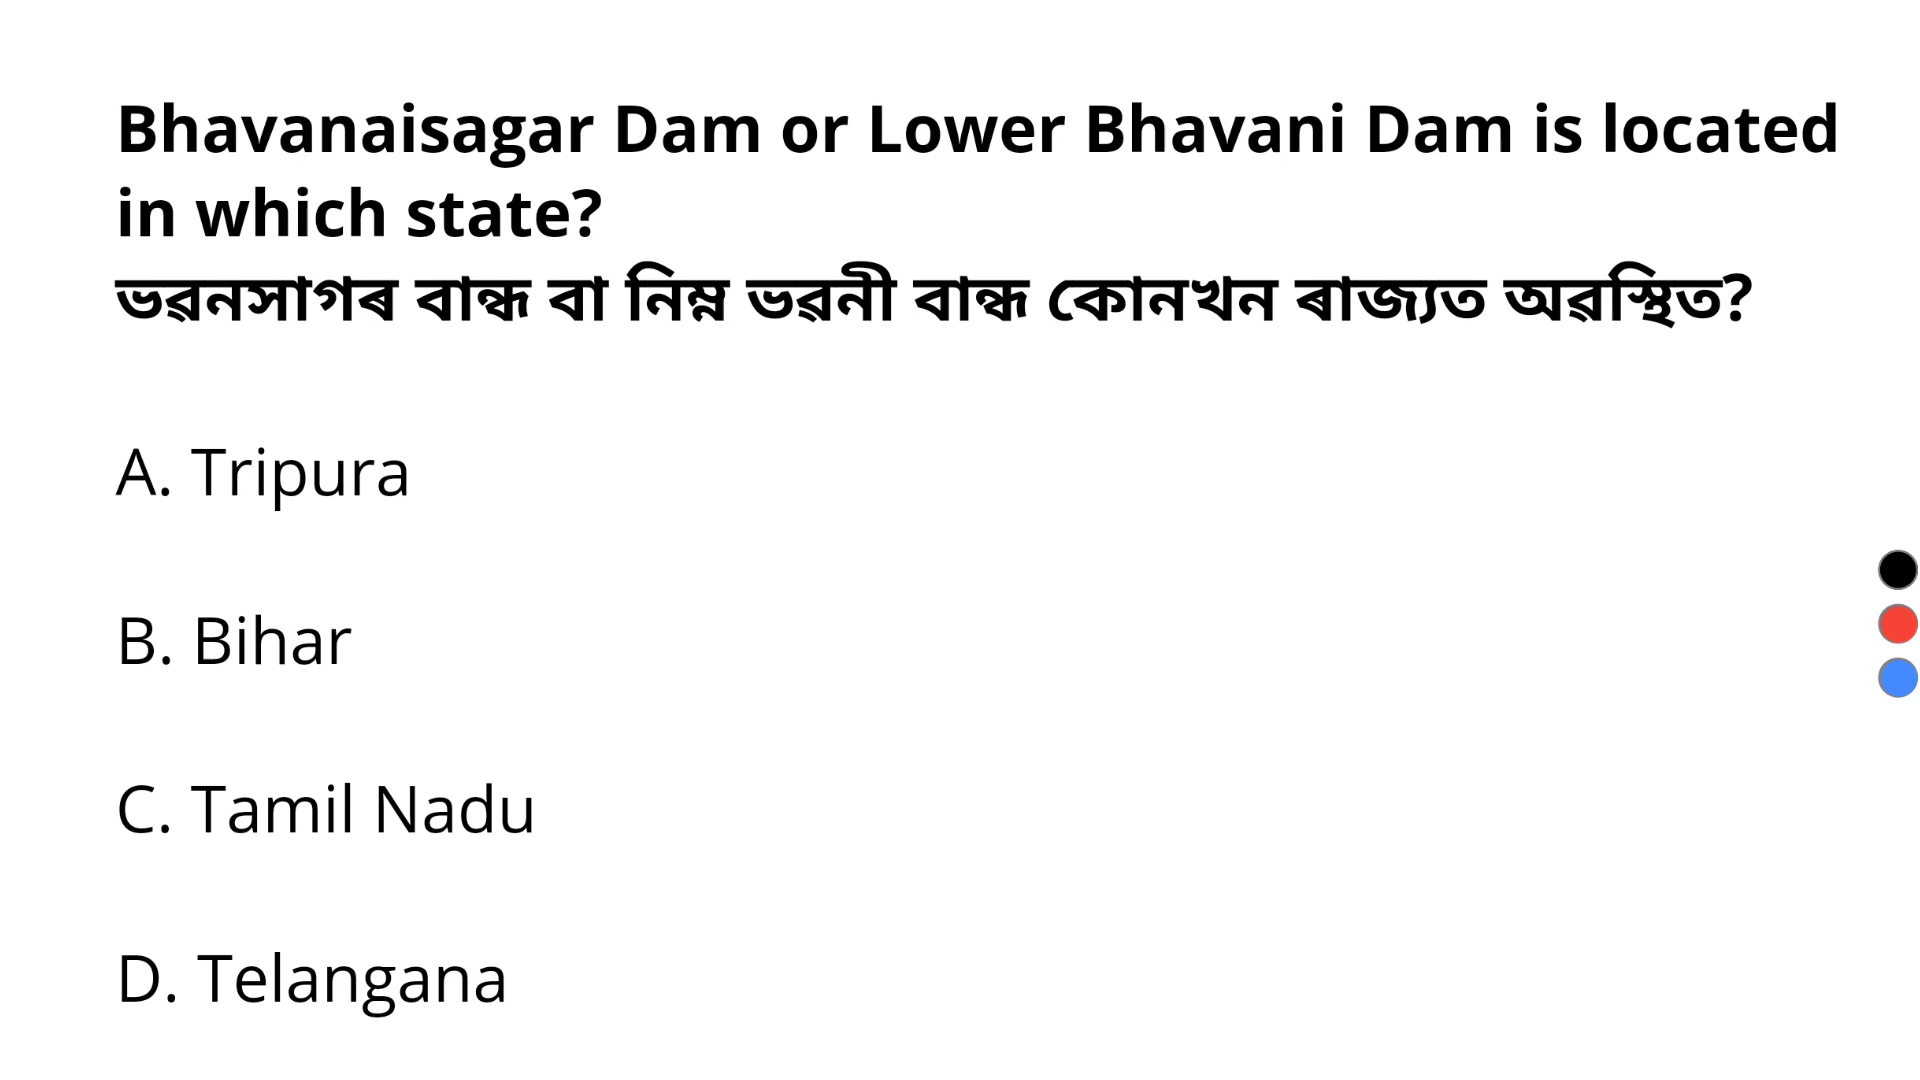 Bhavanaisagar Dam or Lower Bhavani Dam is located
in which state?
ভৱনসাগৰ বান্ধ বা নিম্ন ভৱনী বান্ধ কোনখন ৰাজ্যত অৱস্থিত?
A. Tripura
B. Bihar
C. Tamil Nadu
D. Telangana